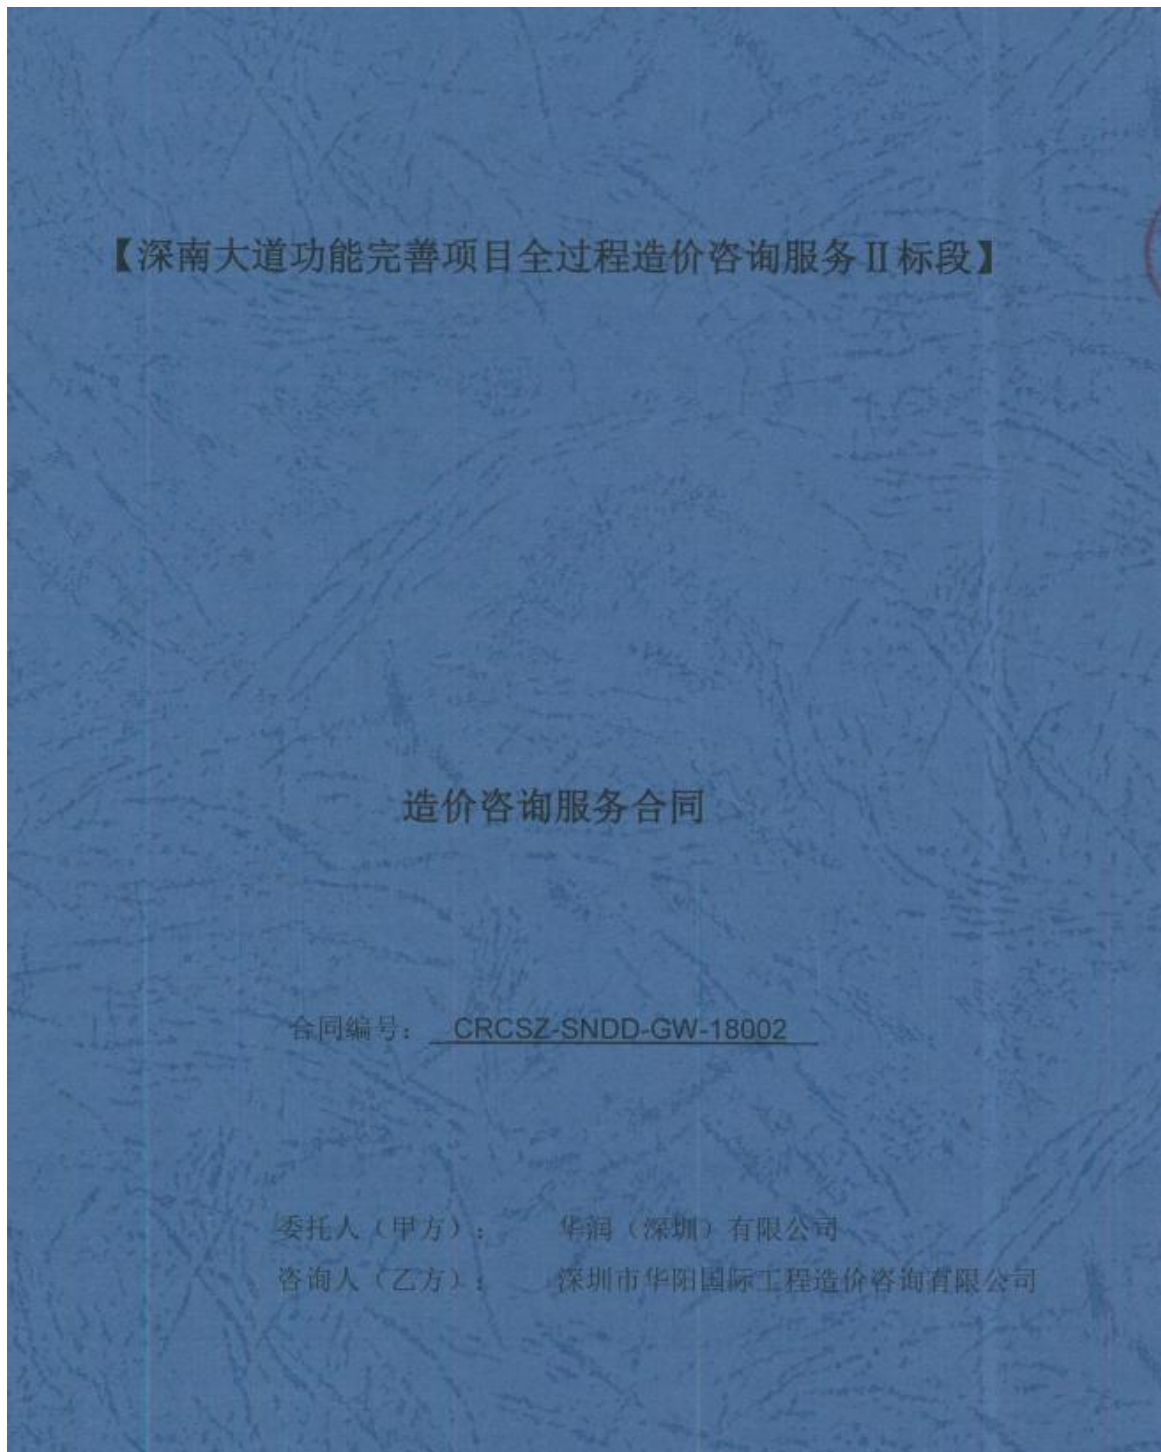 【深南大道功能完善项目全过程造价咨询服务Ⅱ标段】
造价咨询服务合同
合同编号： CRCSZ-SNDD-GW-18002
委托人（甲方）： 华润（深圳）有限公司
咨询人（乙方）： 深圳市华阳国际工程造价咨询有限公司